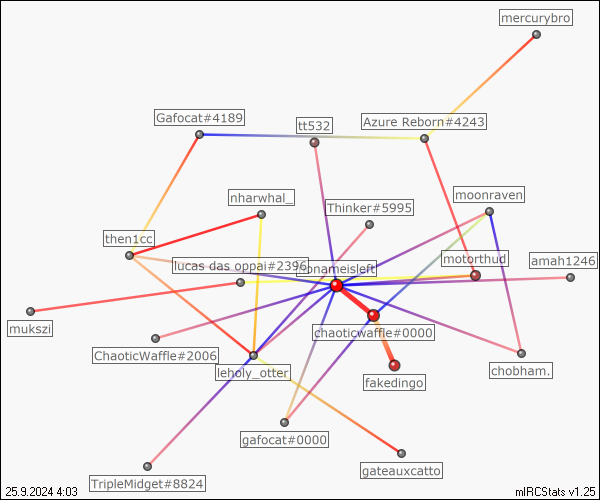 mercurybro
Gafocat#4189
tt532
Azure Reborn#4243
nharwhal_
Thinker#5995
moonraven
then1cc
lucas das oppai#2396
nameisleft
motorthud
amah1246
mukszi
chaoticwaffle#0000
ChaoticWaffle#2006
leholy_otter
fakedingo
chobham.
gafocat#0000
gateauxcatto
TripleMidget#8824
25.9.2024 4:03
mIRCStats v1.25